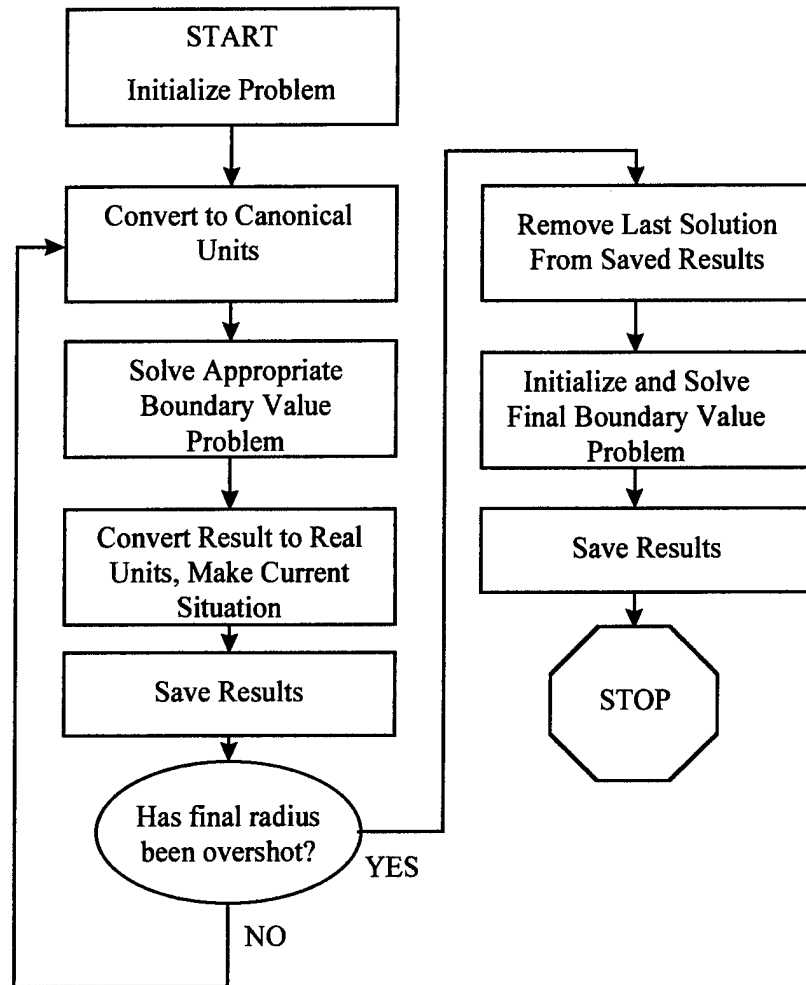 START
Initialize Problem
Convert to Canonical
Units
Solve Appropriate
Boundary Value
Problem
Convert Result to Real
Units, Make Current
Situation
Save Results
Has final radius
been overshot?
YES
NO
Remove Last Solution
From Saved Results
Initialize and Solve
Final Boundary Value
Problem
Save Results
STOP